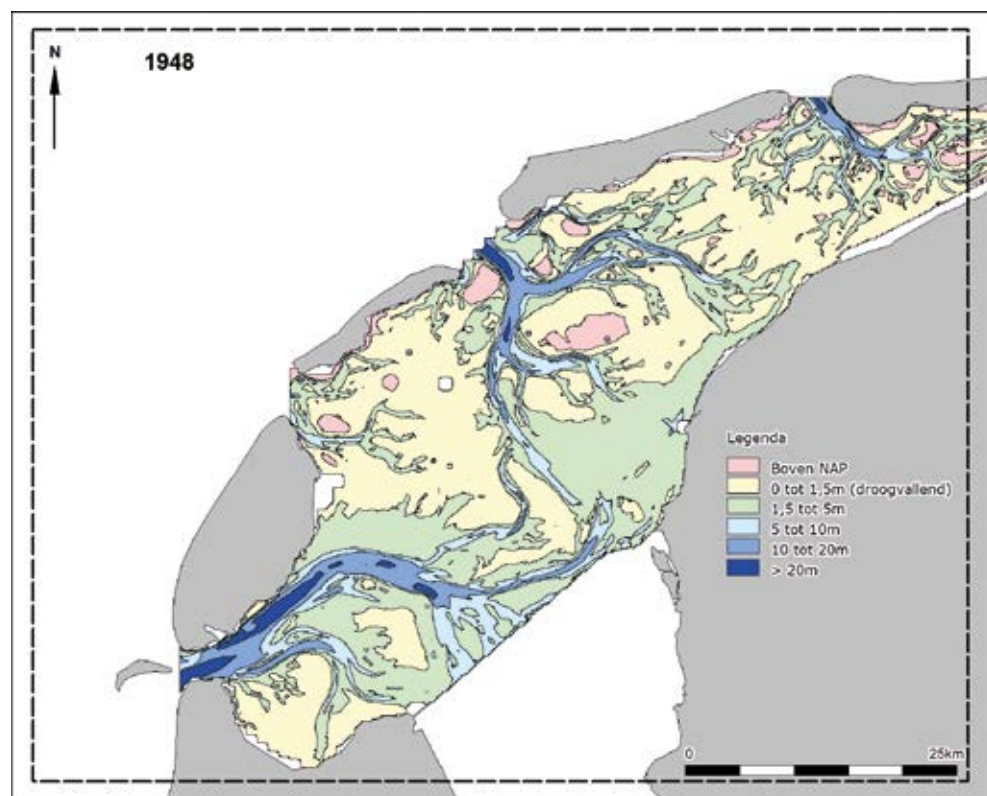 1948
N
Legenda
Boven NAP
0 tot 1,5m (droogvallend)
1,5 tot 5m
5 tot 10m
10 tot 20m
> 20m
0 25km